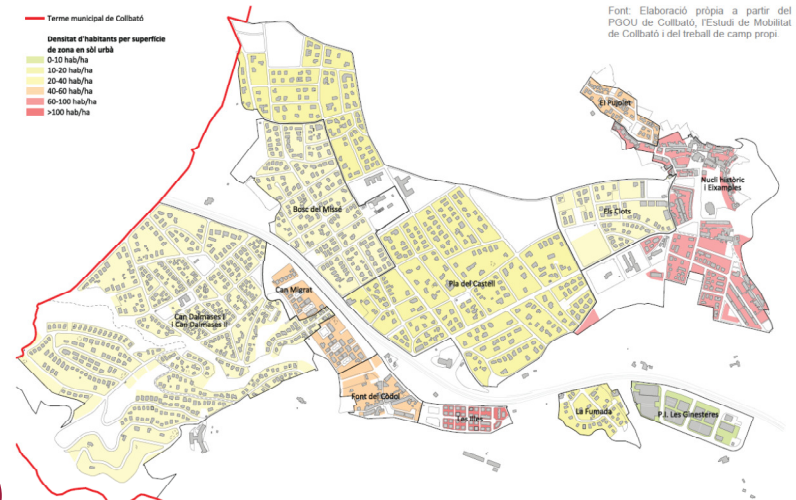 Font: Elaboració pròpia a partir del
PGOU de Collbató, l'Estudi de Mobilitat
de Collbató i del treball de camp propi.
Terme municipal de Collbató
Densitat d'habitants per superfície
de zona en sòl urbà
0-10 hab/ha
10-20 hab/ha
20-40 hab/ha
40-60 hab/ha
60-100 hab/ha
>100 hab/ha
El Pujolet
Nucli històric
i Eixamples
Bosc del Missé
Els Clots
Can Migrat
Pla del Castell
Can Dalmases I
i Can Dalmases II
Font del Còdol
Les Illes
La Fumada
P.I. Les Ginesteres